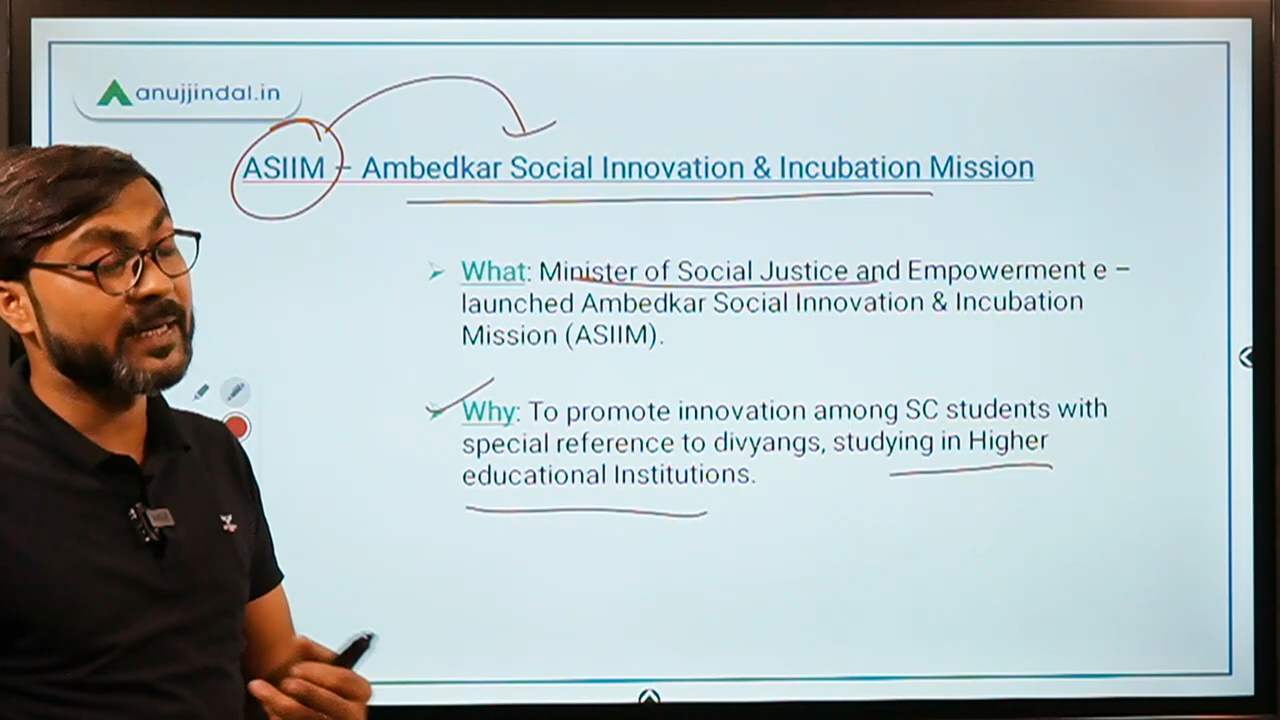 anujjindal.in
ASIIM – Ambedkar Social Innovation & Incubation Mission
What: Minister of Social Justice and Empowerment e –
launched Ambedkar Social Innovation & Incubation
Mission (ASIIM).
Why: To promote innovation among SC students with
special reference to divyangs, studying in Higher
educational Institutions.